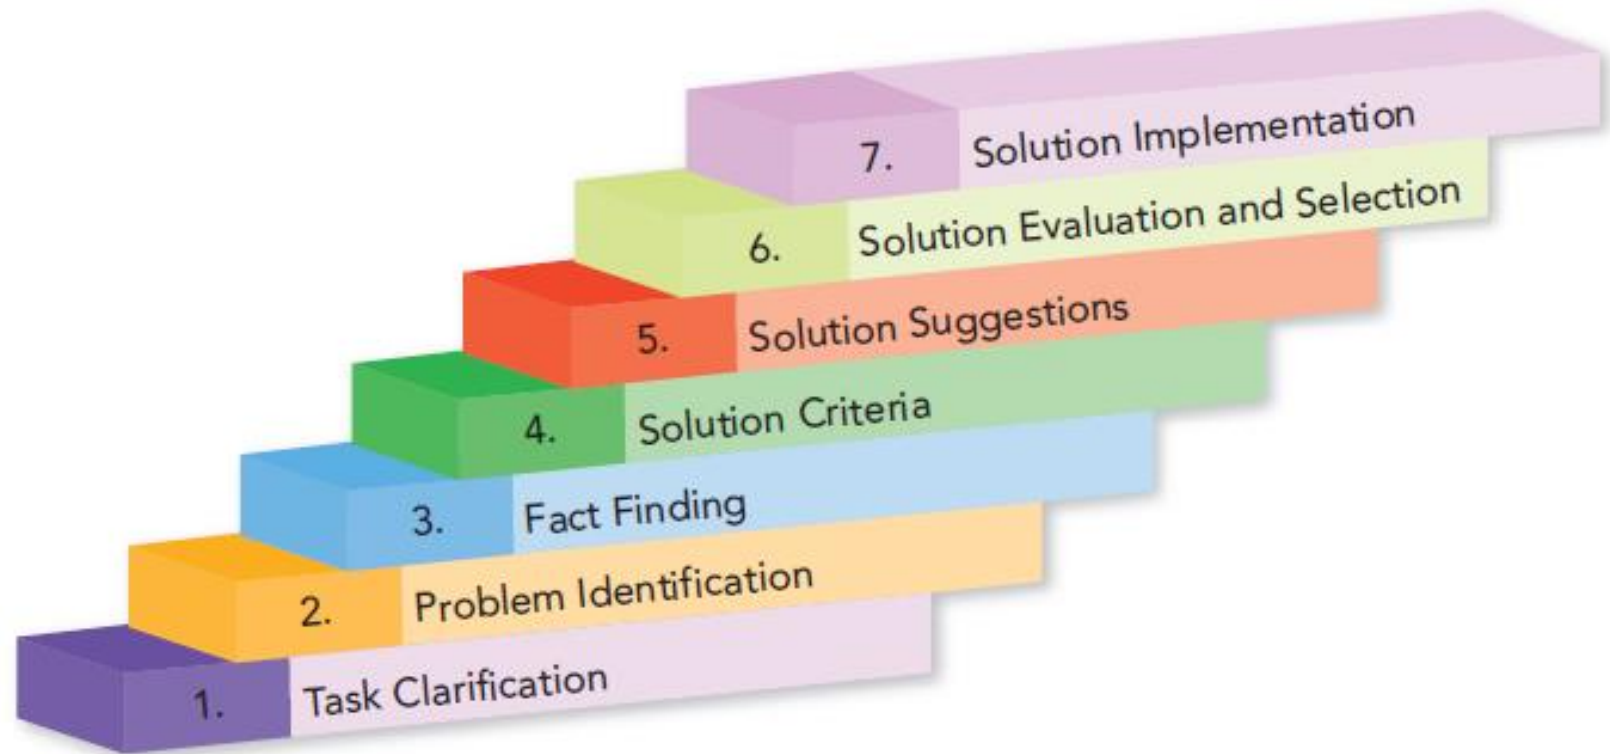 7. Solution Implementation
6. Solution Evaluation and Selection
5. Solution Suggestions
4. Solution Criteria
3. Fact Finding
2. Problem Identification
1. Task Clarification